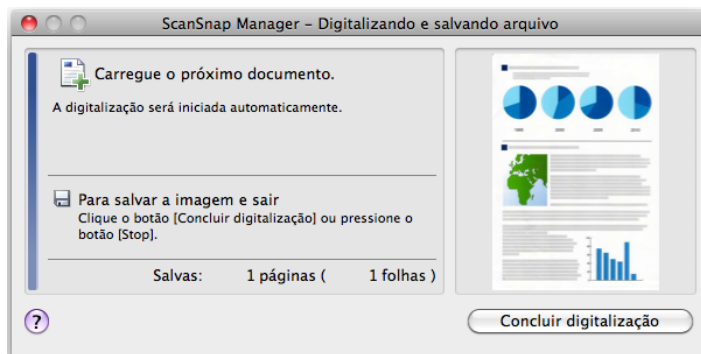 ScanSnap Manager – Digitalizando e salvando arquivo
Carregue o próximo documento.
A digitalização será iniciada automaticamente.
Para salvar a imagem e sair
Clique o botão [Concluir digitalização] ou pressione o
botão [Stop].
Salvas: 1 páginas ( 1 folhas )
?
Concluir digitalização